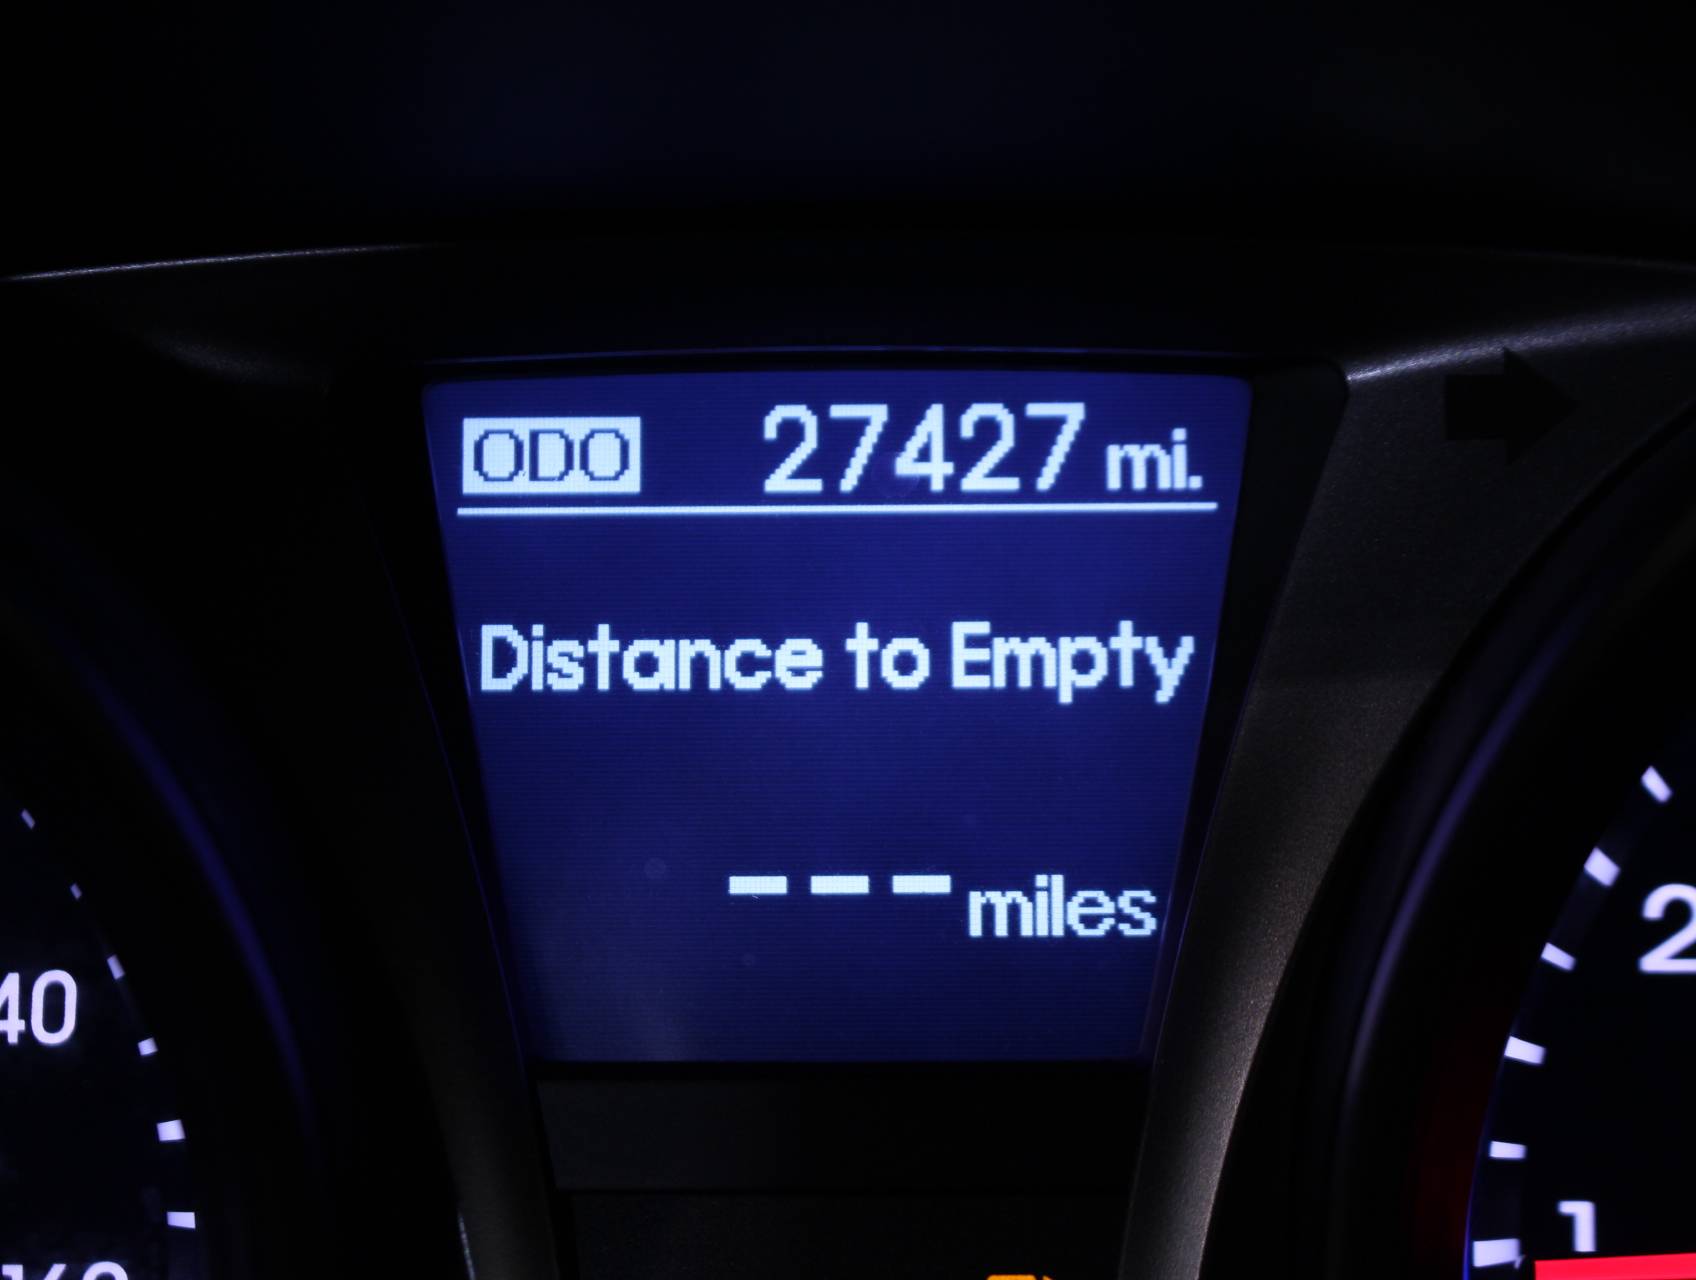 ODO 27427 mi.
Distance to Empty
--- miles
40
2
1